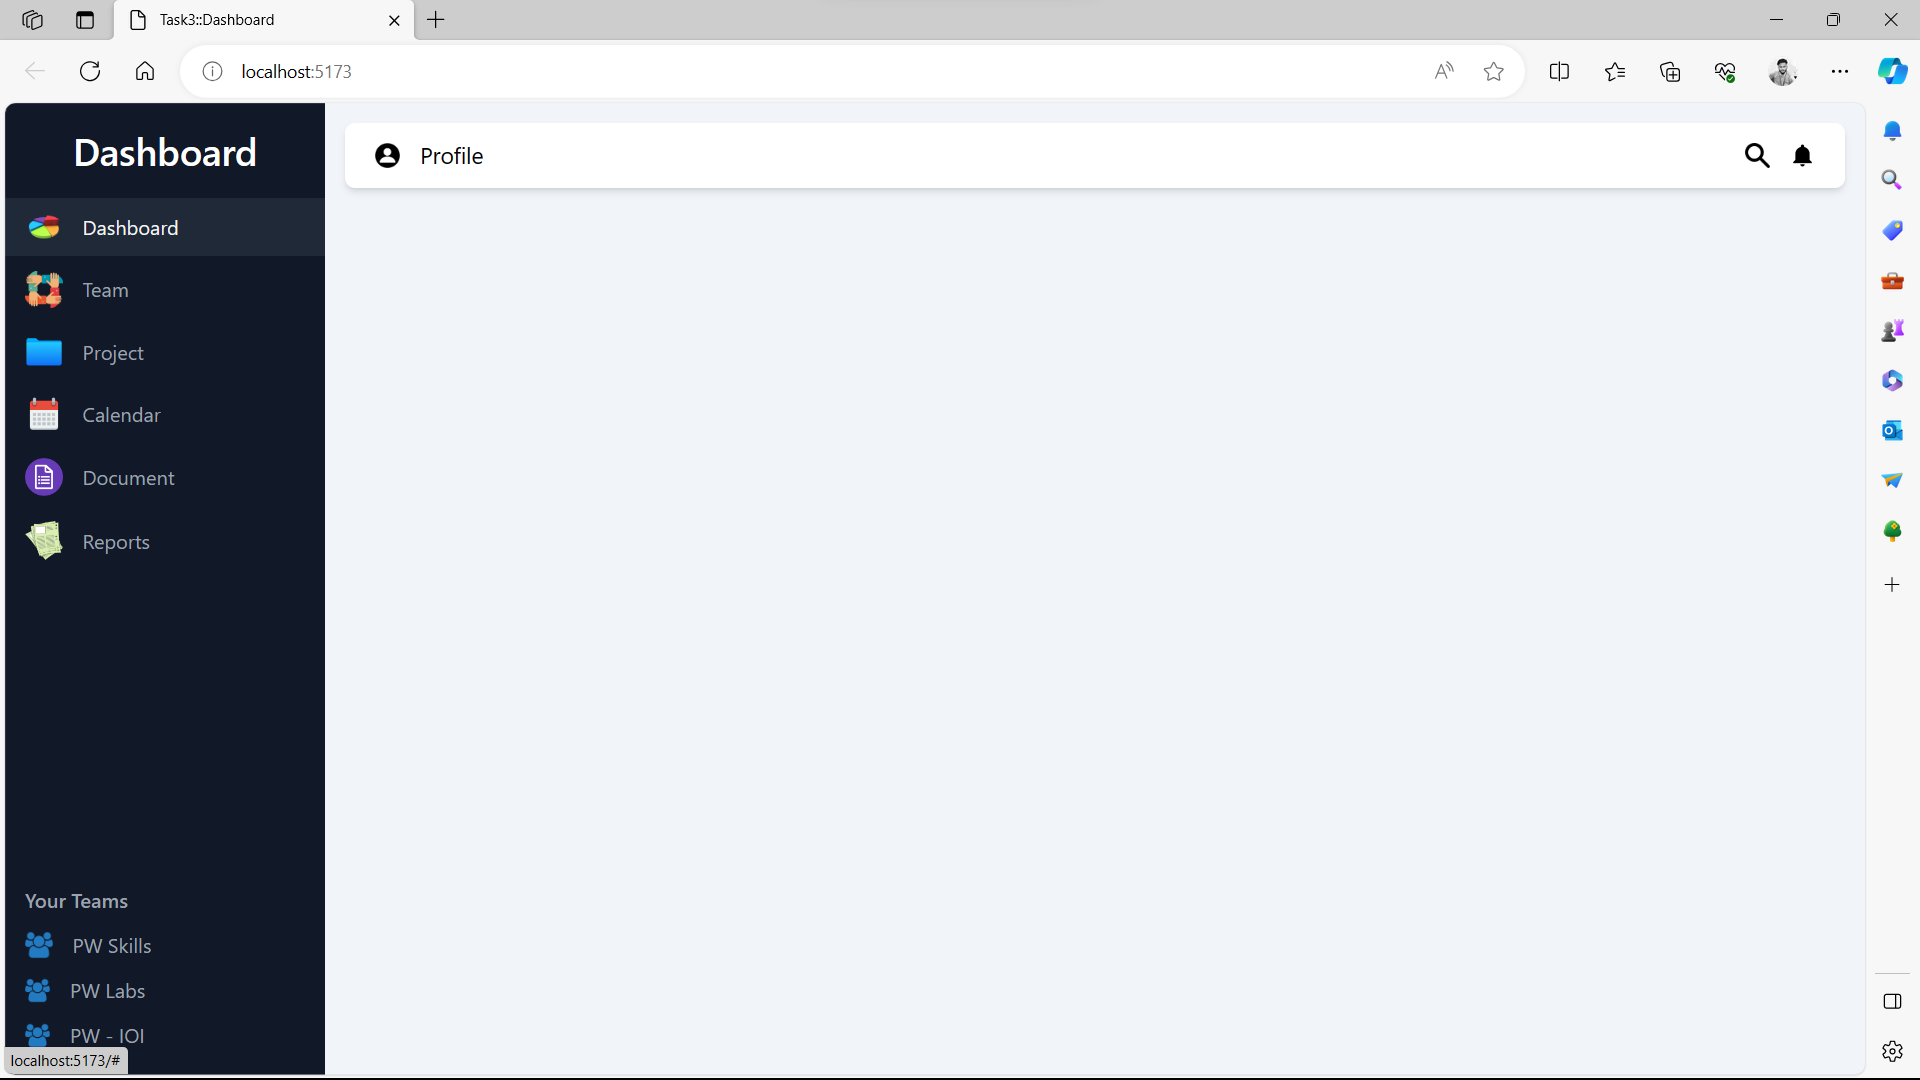 Task3::Dashboard
localhost:5173
Dashboard
Profile
Dashboard
Team
Project
Calendar
Document
Reports
Your Teams
PW Skills
PW Labs
PW - IOI
localhost:5173/#